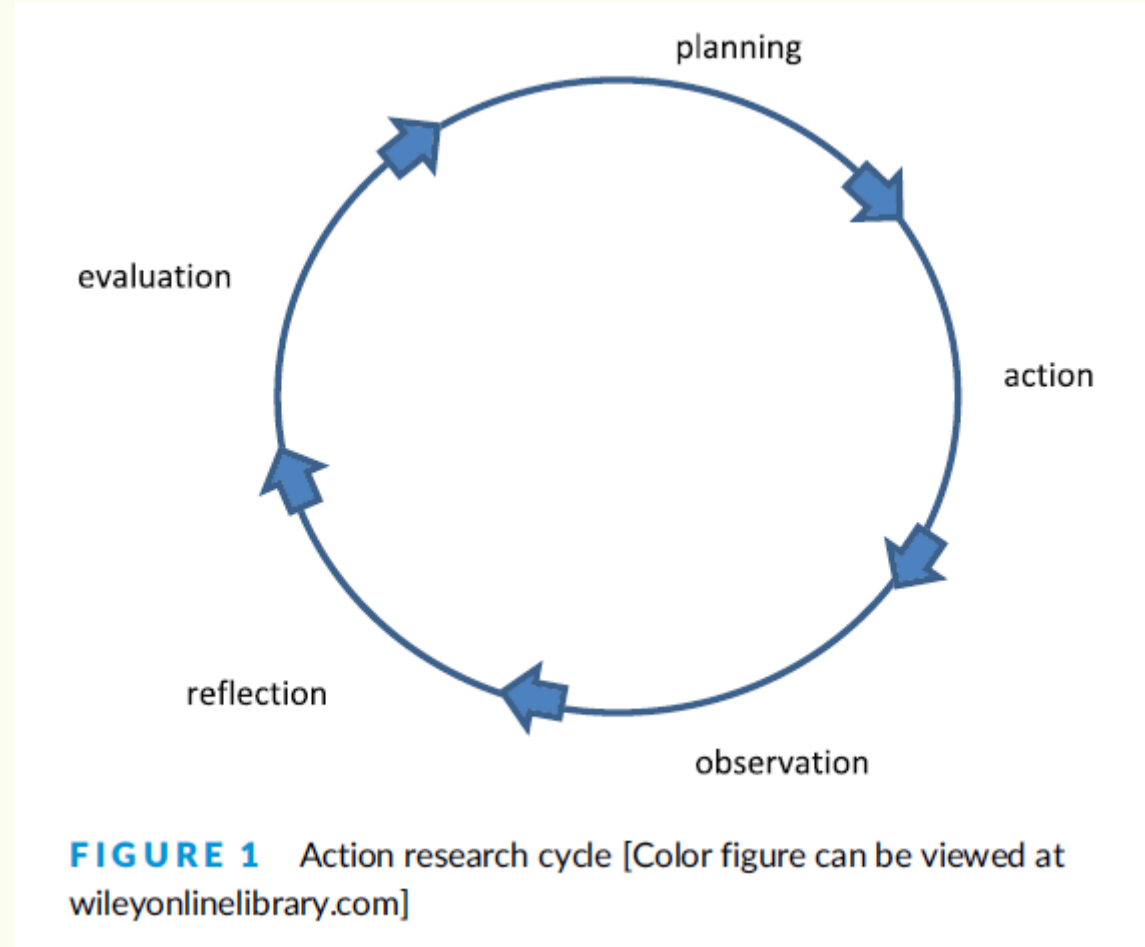 planning
action
observation
reflection
evaluation
FIGURE 1 Action research cycle [Color figure can be viewed at
wileyonlinelibrary.com]